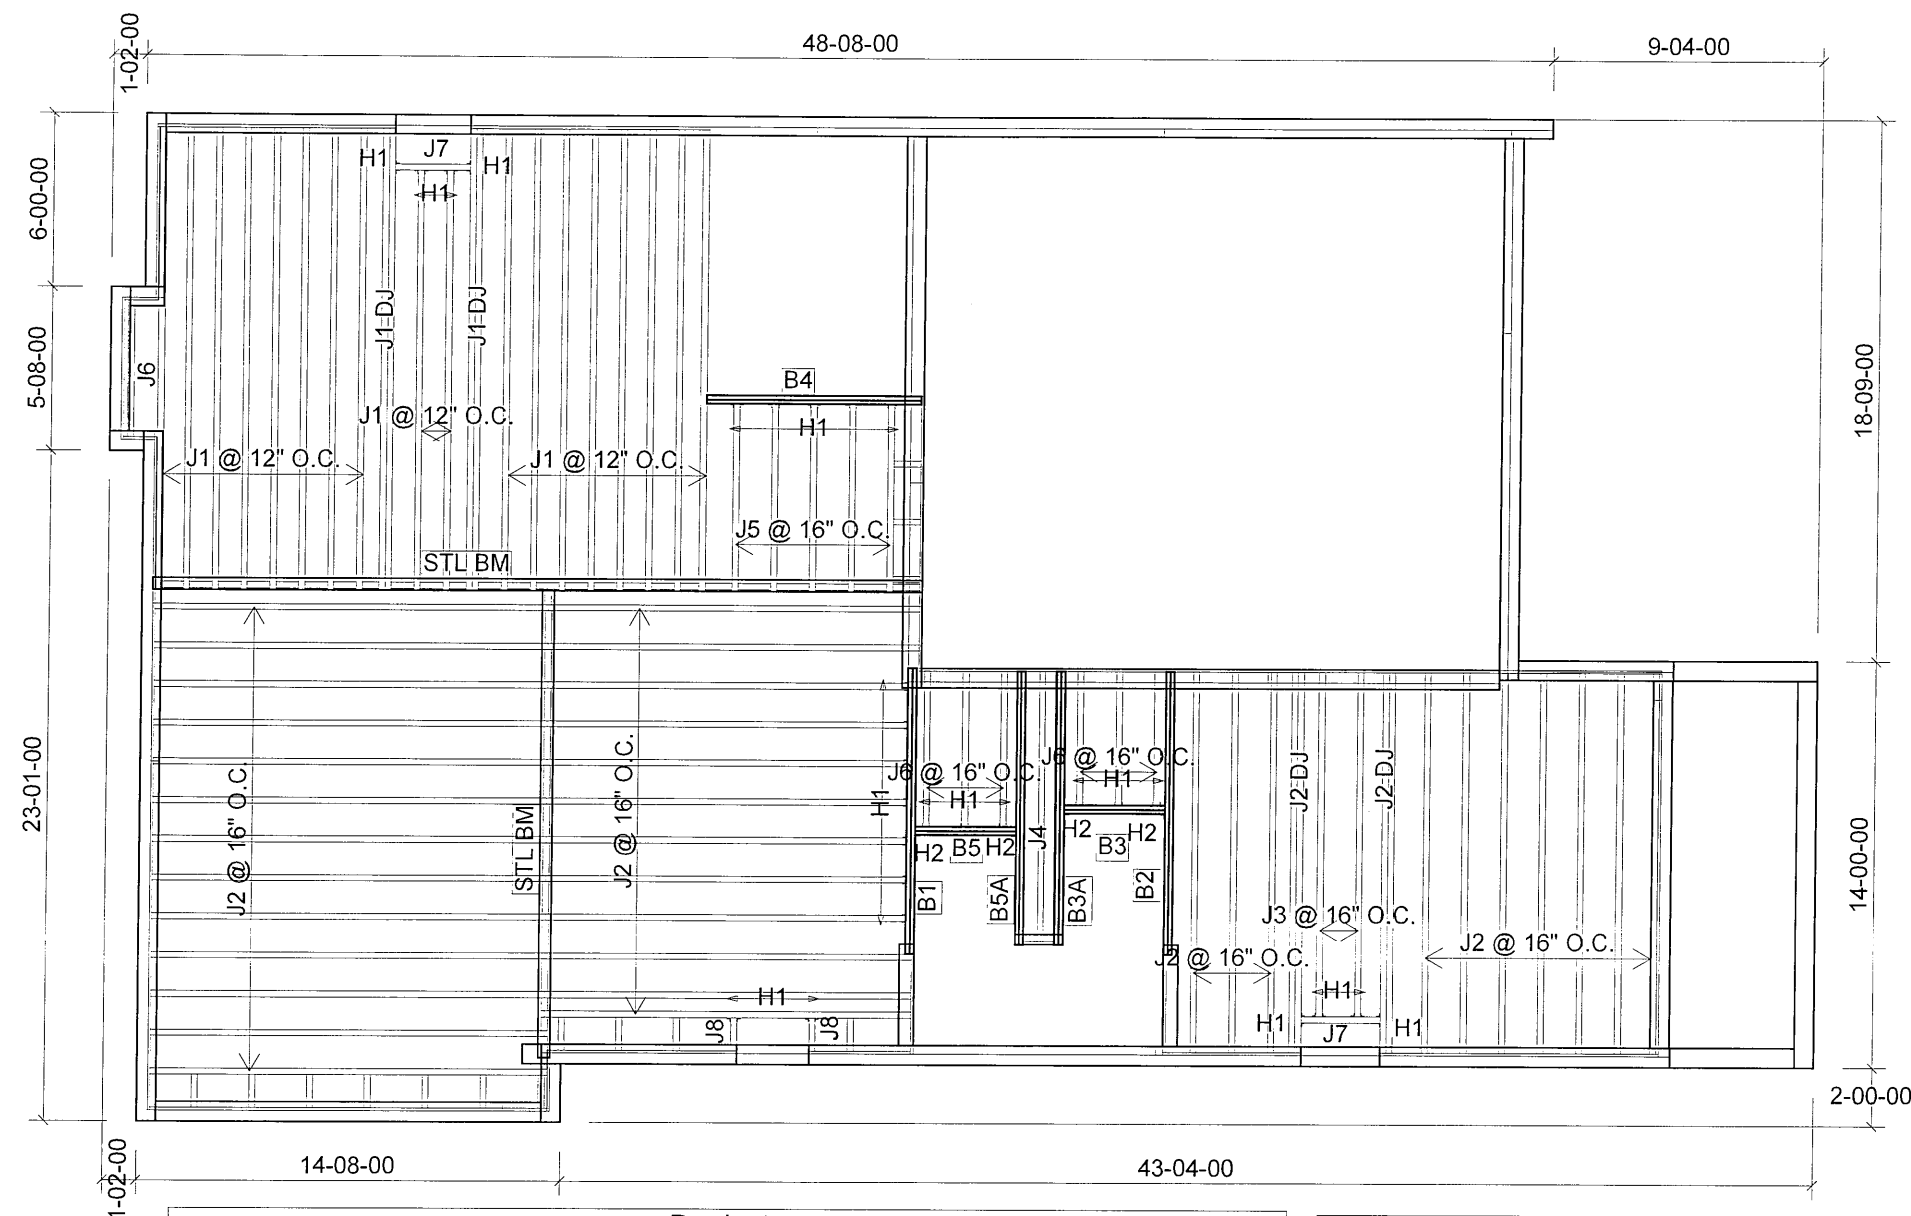 1-02-00
48-08-00
9-04-00
6-00-00
5-08-00
23-01-00
18-09-00
14-00-00
2-00-00
H1
J7
H1
H1
J1-DJ
J1-DJ
J6
B4
J1 @ 12" O.C.
H1
J1 @ 12" O.C.
J1 @ 12" O.C.
J5 @ 16" O.C.
STL BM
J2 @ 16" O.C.
STL BM
J2 @ 16" O.C.
H1
J6 @ 16" O.C.
H1
J6 @ 16" O.C.
H1
J2-DJ
J2-DJ
H2
B5
H2
J4
H2
B3
H2
B1
B5A
B3A
B2
J3 @ 16" O.C.
J2 @ 16" O.C.
J2 @ 16" O.C.
H1
H1
J8
J8
H1
J7
H1
1-02-00
14-08-00
43-04-00